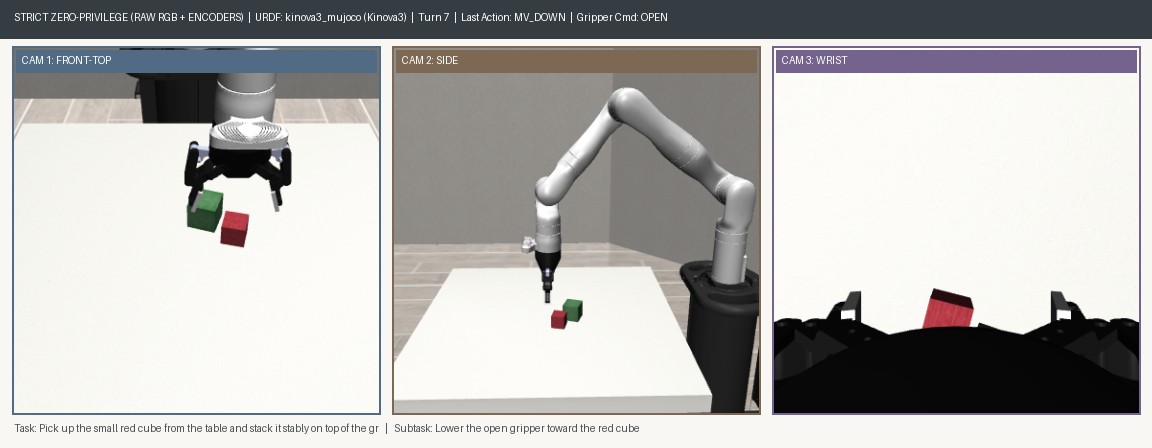 STRICT ZERO-PRIVILEGE (RAW RGB + ENCODERS) | URDF: kinova3_mujoco (Kinova3) | Turn 7 | Last Action: MV_DOWN | Gripper Cmd: OPEN
CAM 1: FRONT-TOP
CAM 2: SIDE
CAM 3: WRIST
Task: Pick up the small red cube from the table and stack it stably on top of the gr | Subtask: Lower the open gripper toward the red cube